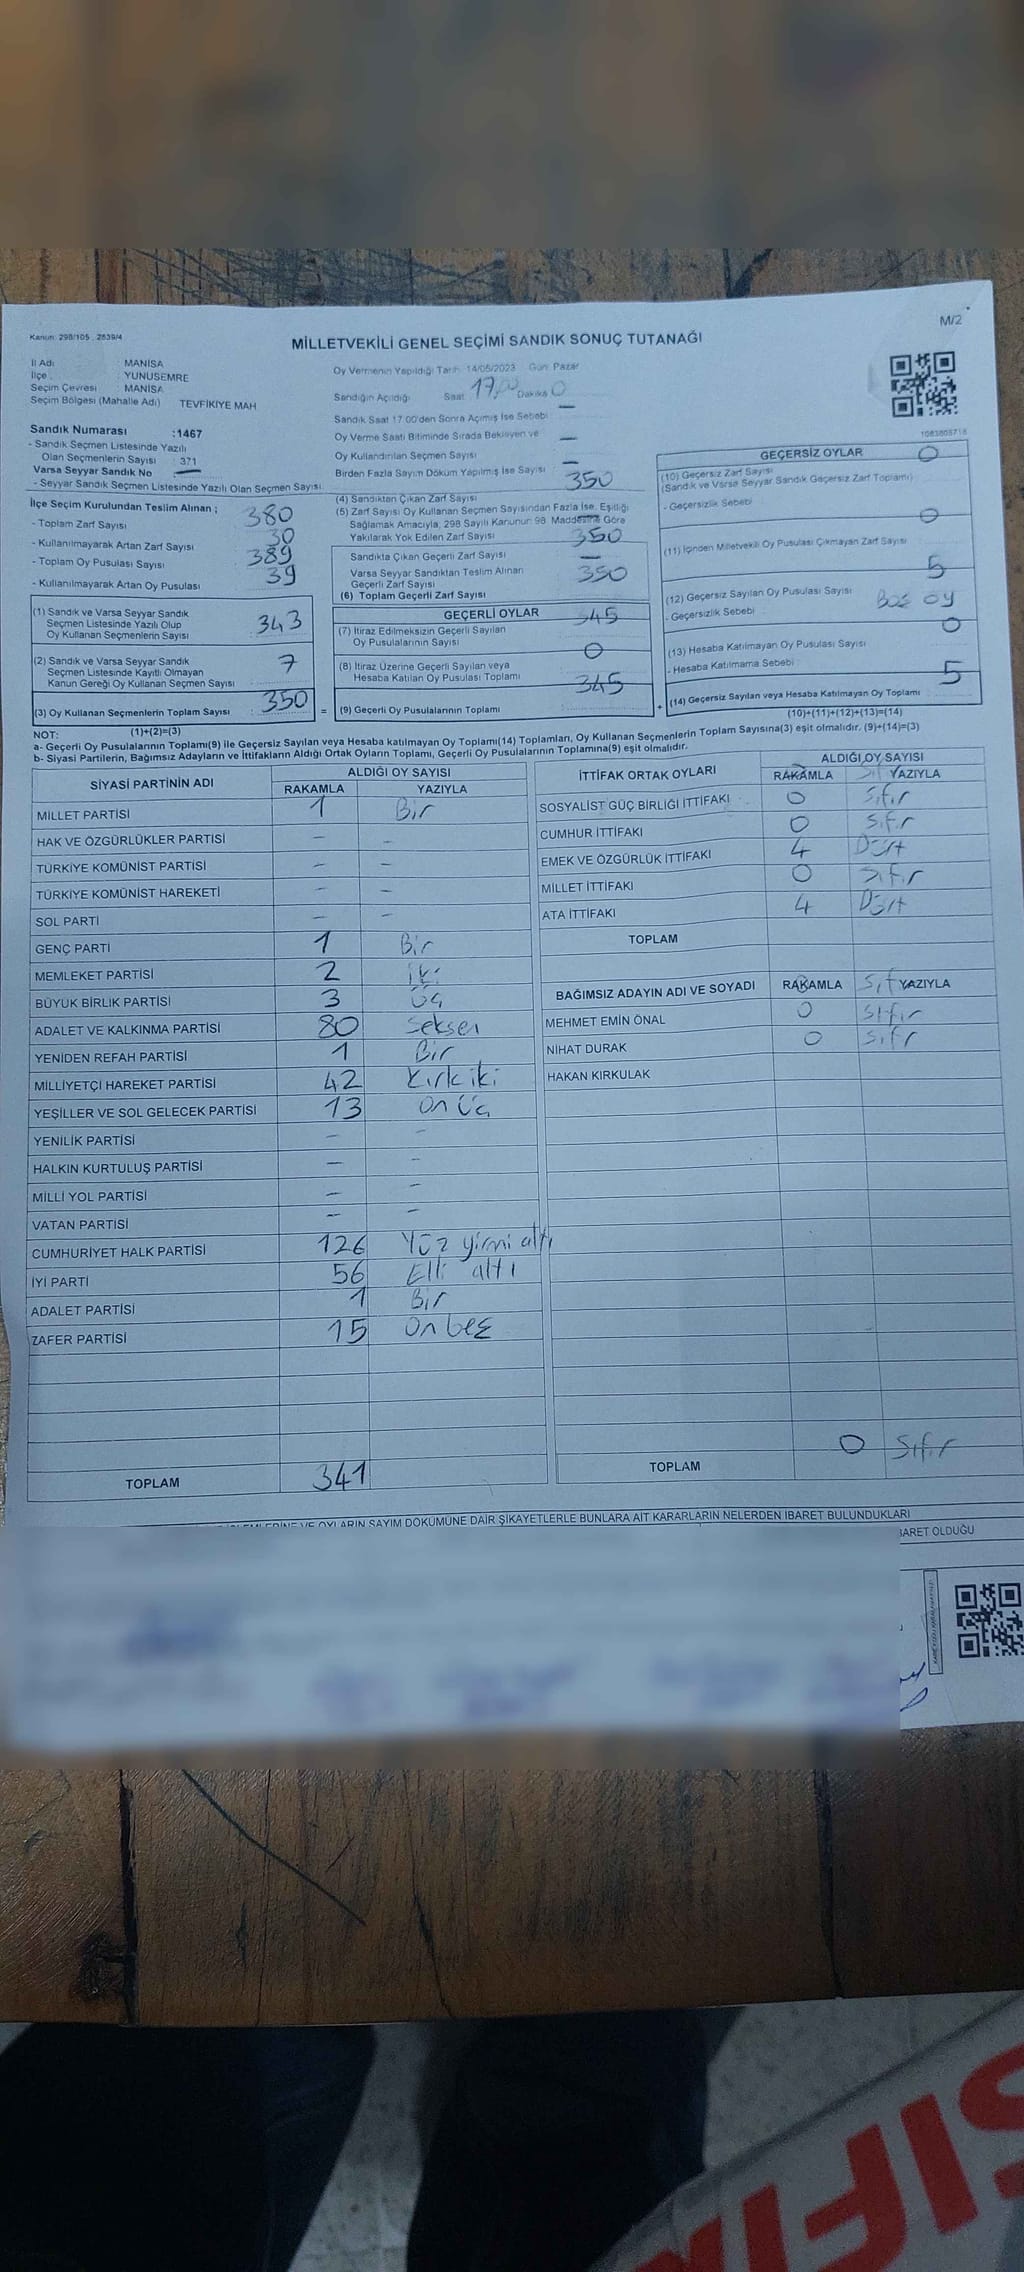 Kanun: 298/105 , 2839/4
M/2
MİLLETVEKİLİ GENEL SEÇİMİ SANDIK SONUÇ TUTANAĞI
İl Adı : MANİSA
İlçe : YUNUSEMRE
Seçim Çevresi : MANİSA
Seçim Bölgesi (Mahalle Adı) TEVFİKİYE MAH
Sandık Numarası :1467
- Sandık Seçmen Listesinde Yazılı
Olan Seçmenlerin Sayısı : 371
Varsa Seyyar Sandık No —
- Seyyar Sandık Seçmen Listesinde Yazılı Olan Seçmen Sayısı
Oy Vermenin Yapıldığı Tarih: 14/05/2023 Gün: Pazar
Sandığın Açıldığı Saat 17,00 Dakika 0
Sandık Saat 17.00'den Sonra Açımış İse Sebebi —
Oy Verme Saati Bitiminde Sırada Bekliyen ve
Oy Kullandırılan Seçmen Sayısı —
Birden Fazla Sayım Döküm Yapılmış İse Sayısı —
İlçe Seçim Kurulundan Teslim Alınan ;
- Toplam Zarf Sayısı 380
- Kullanılmayarak Artan Zarf Sayısı 30
- Toplam Oy Pusulası Sayısı 389
- Kullanılmayarak Artan Oy Pusulası 39
(1) Sandık ve Varsa Seyyar Sandık
Seçmen Listesinde Yazılı Olup
Oy Kullanan Seçmenlerin Sayısı 343
(2) Sandık ve Varsa Seyyar Sandık
Seçmen Listesinde Kayıtlı Olmayan
Kanun Gereği Oy Kullanan Seçmen Sayısı 7
(3) Oy Kullanan Seçmenlerin Toplam Sayısı 350 =
(1)+(2)=(3)
(4) Sandıktan Çıkan Zarf Sayısı 350
(5) Zarf Sayısı Oy Kullanan Seçmen Sayısından Fazla İse, Eşitliği
Sağlamak Amacıyla, 298 Sayılı Kanunun 98. Maddesine Göre
Yakılarak Yok Edilen Zarf Sayısı —
Sandıkta Çıkan Geçerli Zarf Sayısı 350
Varsa Seyyar Sandıktan Teslim Alınan
Geçerli Zarf Sayısı —
(6) Toplam Geçerli Zarf Sayısı 350
GEÇERLİ OYLAR
(7) İtiraz Edilmeksizin Geçerli Sayılan
Oy Pusulalarının Sayısı 345
(8) İtiraz Üzerine Geçerli Sayılan veya
Hesaba Katılan Oy Pusulası Toplamı 0
(9) Geçerli Oy Pusulalarının Toplamı 345 +
1083805716
GEÇERSİZ OYLAR
(10) Geçersiz Zarf Sayısı 0
(Sandık ve Varsa Seyyar Sandık Geçersiz Zarf Toplamı)
- Geçersizlik Sebebi
(11) İçinden Milletvekili Oy Pusulası Çıkmayan Zarf Sayısı 0
(12) Geçersiz Sayılan Oy Pusulası Sayısı 5
- Geçersizlik Sebebi Boş oy
(13) Hesaba Katılmayan Oy Pusulası Sayısı 0
- Hesaba Katılmama Sebebi
(14) Geçersiz Sayılan veya Hesaba Katılmayan Oy Toplamı 5
(10)+(11)+(12)+(13)=(14)
NOT:
a- Geçerli Oy Pusulalarının Toplamı(9) ile Geçersiz Sayılan veya Hesaba katılmayan Oy Toplamı(14) Toplamları, Oy Kullanan Seçmenlerin Toplam Sayısına(3) eşit olmalıdır. (9)+(14)=(3)
b- Siyasi Partilerin, Bağımsız Adayların ve İttifakların Aldığı Ortak Oyların Toplamı, Geçerli Oy Pusulalarının Toplamına(9) eşit olmalıdır.
SİYASİ PARTİNİN ADI ALDIĞI OY SAYISI
RAKAMLA YAZIYLA
MİLLET PARTİSİ 1 Bir
HAK VE ÖZGÜRLÜKLER PARTİSİ — —
TÜRKİYE KOMÜNİST PARTİSİ — —
TÜRKİYE KOMÜNİST HAREKETİ — —
SOL PARTİ — —
GENÇ PARTİ 1 Bir
MEMLEKET PARTİSİ 2 iki
BÜYÜK BİRLİK PARTİSİ 3 üç
ADALET VE KALKINMA PARTİSİ 80 seksen
YENİDEN REFAH PARTİSİ 1 Bir
MİLLİYETÇİ HAREKET PARTİSİ 42 kırk iki
YEŞİLLER VE SOL GELECEK PARTİSİ 13 on üç
YENİLİK PARTİSİ — —
HALKIN KURTULUŞ PARTİSİ — —
MİLLİ YOL PARTİSİ — —
VATAN PARTİSİ — —
CUMHURİYET HALK PARTİSİ 126 Yüz yirmi altı
İYİ PARTİ 56 Elli altı
ADALET PARTİSİ 1 Bir
ZAFER PARTİSİ 15 on beş
TOPLAM 341
İTTİFAK ORTAK OYLARI ALDIĞI OY SAYISI
RAKAMLA YAZIYLA
SOSYALİST GÜÇ BİRLİĞİ İTTİFAKI 0 Sıfır
CUMHUR İTTİFAKI 0 sıfır
EMEK VE ÖZGÜRLÜK İTTİFAKI 4 Dört
MİLLET İTTİFAKI 0 sıfır
ATA İTTİFAKI 4 Dört
TOPLAM
BAĞIMSIZ ADAYIN ADI VE SOYADI RAKAMLA YAZIYLA
MEHMET EMİN ÖNAL 0 sıfır
NİHAT DURAK 0 sıfır
HAKAN KIRKULAK
TOPLAM 0 Sıfır
VE OYLARIN SAYIM DÖKÜMÜNE DAİR ŞİKAYETLERLE BUNLARA AİT KARARLARIN NELERDEN İBARET BULUNDUKLARI
BARET OLDUĞU